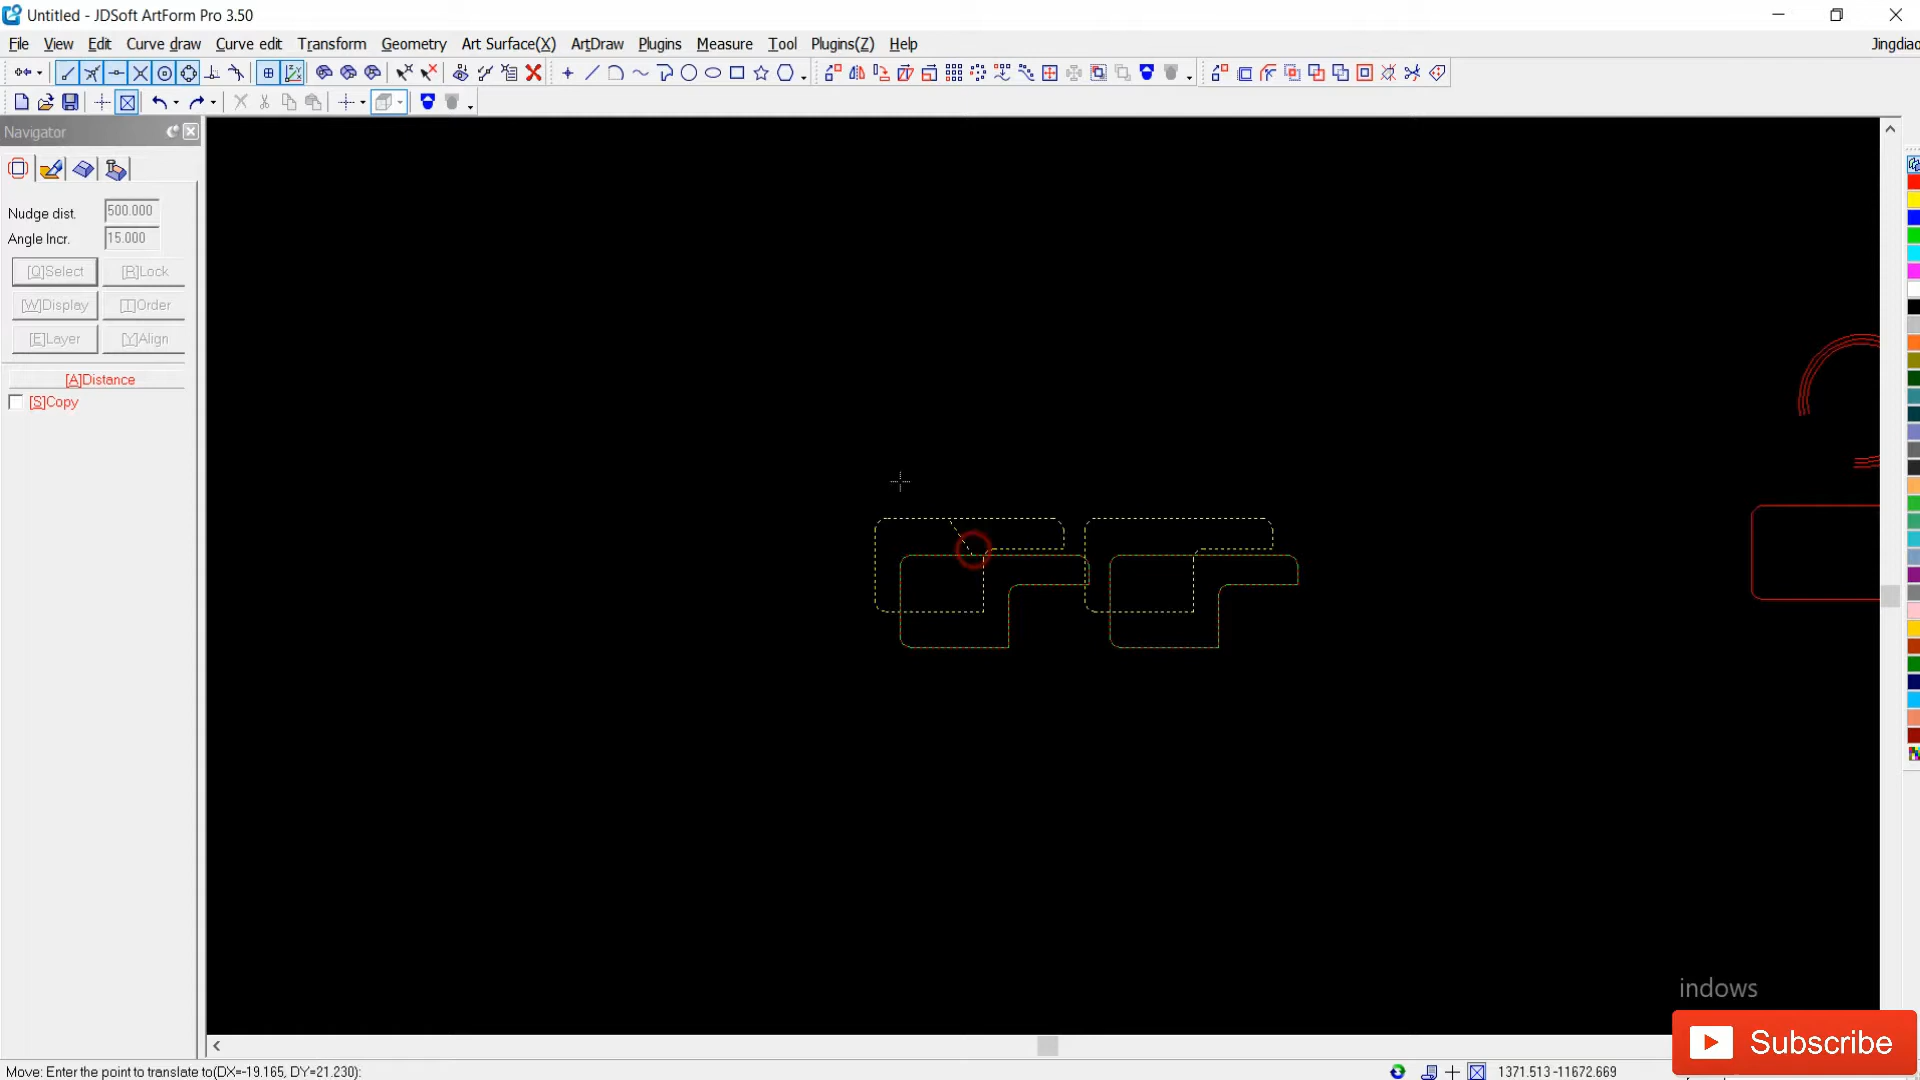 Untitled - JDSoft ArtForm Pro 3.50
File View Edit Curve draw Curve edit Transform Geometry Art Surface(X) ArtDraw Plugins Measure Tool Plugins(Z) Help Jingdiao
Navigator
Nudge dist. 500.000
Angle Incr. 15.000
[Q]Select [R]Lock
[W]Display [T]Order
[E]Layer [Y]Align
[A]Distance
[S]Copy
indows
Subscribe
Move: Enter the point to translate to(DX=-19.165, DY=21.230): 1371.513 -11672.669